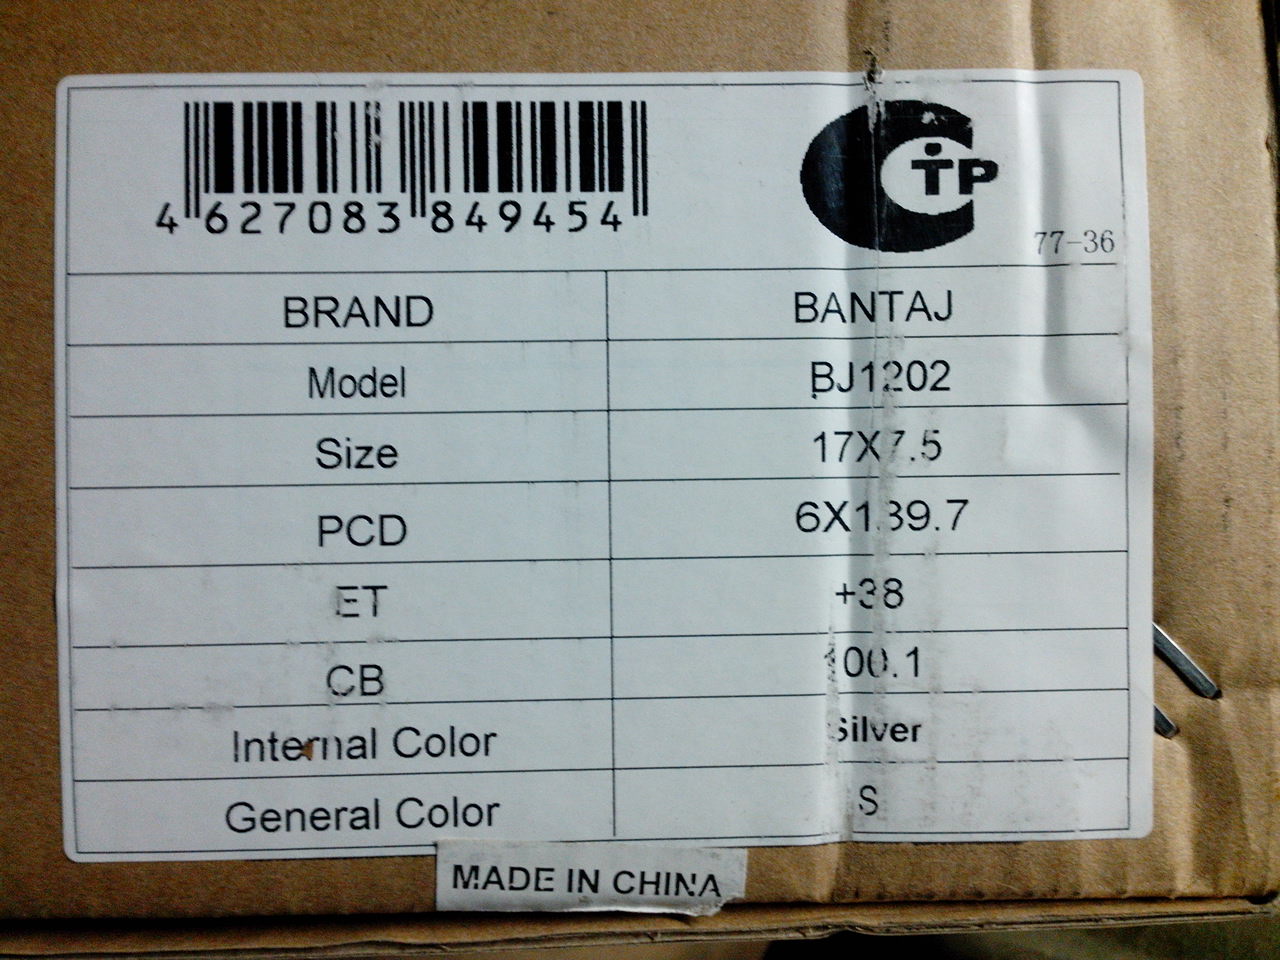 4 627083 849454
CTP
77-36
BRAND BANTAJ
Model BJ1202
Size 17X7.5
PCD 6X139.7
ET +38
CB 100.1
Internal Color Silver
General Color S
MADE IN CHINA